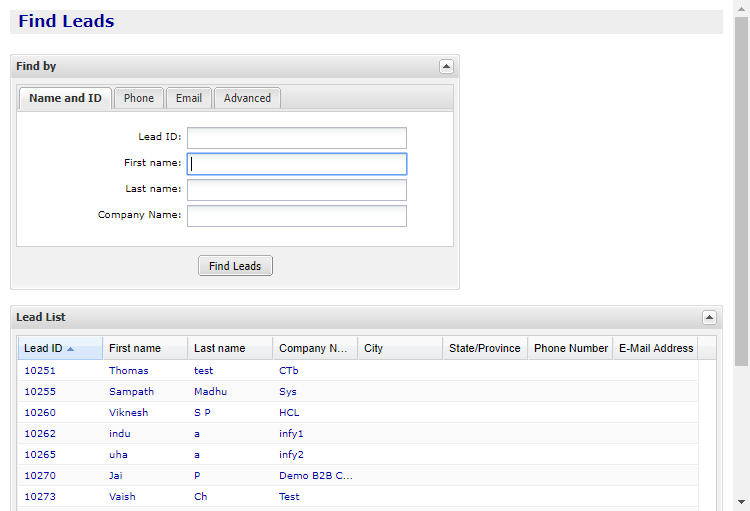 Find Leads
Find by
Name and ID Phone Email Advanced
Lead ID:
First name:
Last name:
Company Name:
Find Leads
Lead List
Lead ID First name Last name Company N... City State/Province Phone Number E-Mail Address
10251 Thomas test CTb
10255 Sampath Madhu Sys
10260 Viknesh S P HCL
10262 indu a infy1
10265 uha a infy2
10270 Jai P Demo B2B C...
10273 Vaish Ch Test